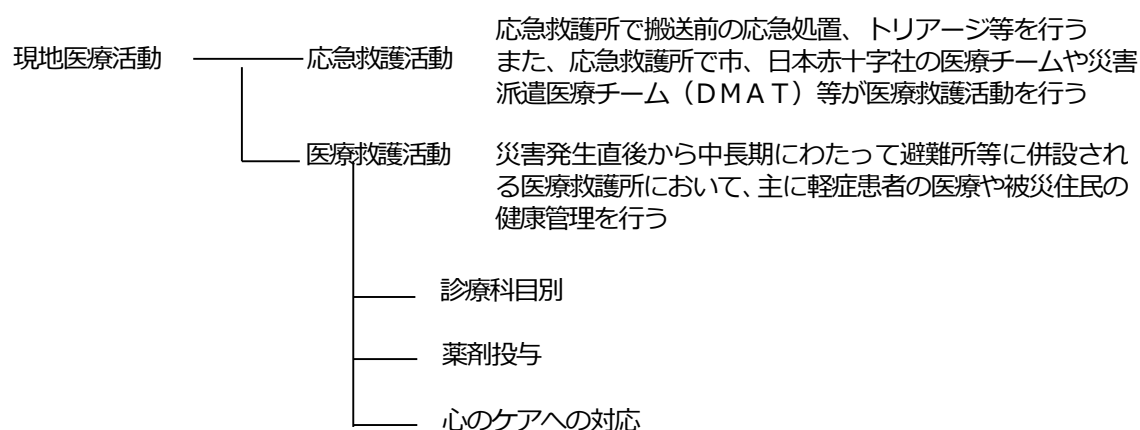 応急救護所で搬送前の応急処置、トリアージ等を行う
現地医療活動 応急救護活動 また、応急救護所で市、日本赤十字社の医療チームや災害
派遣医療チーム（ＤＭＡＴ）等が医療救護活動を行う
医療救護活動 災害発生直後から中長期にわたって避難所等に併設され
る医療救護所において、主に軽症患者の医療や被災住民の
健康管理を行う
診療科目別
薬剤投与
心のケアへの対応